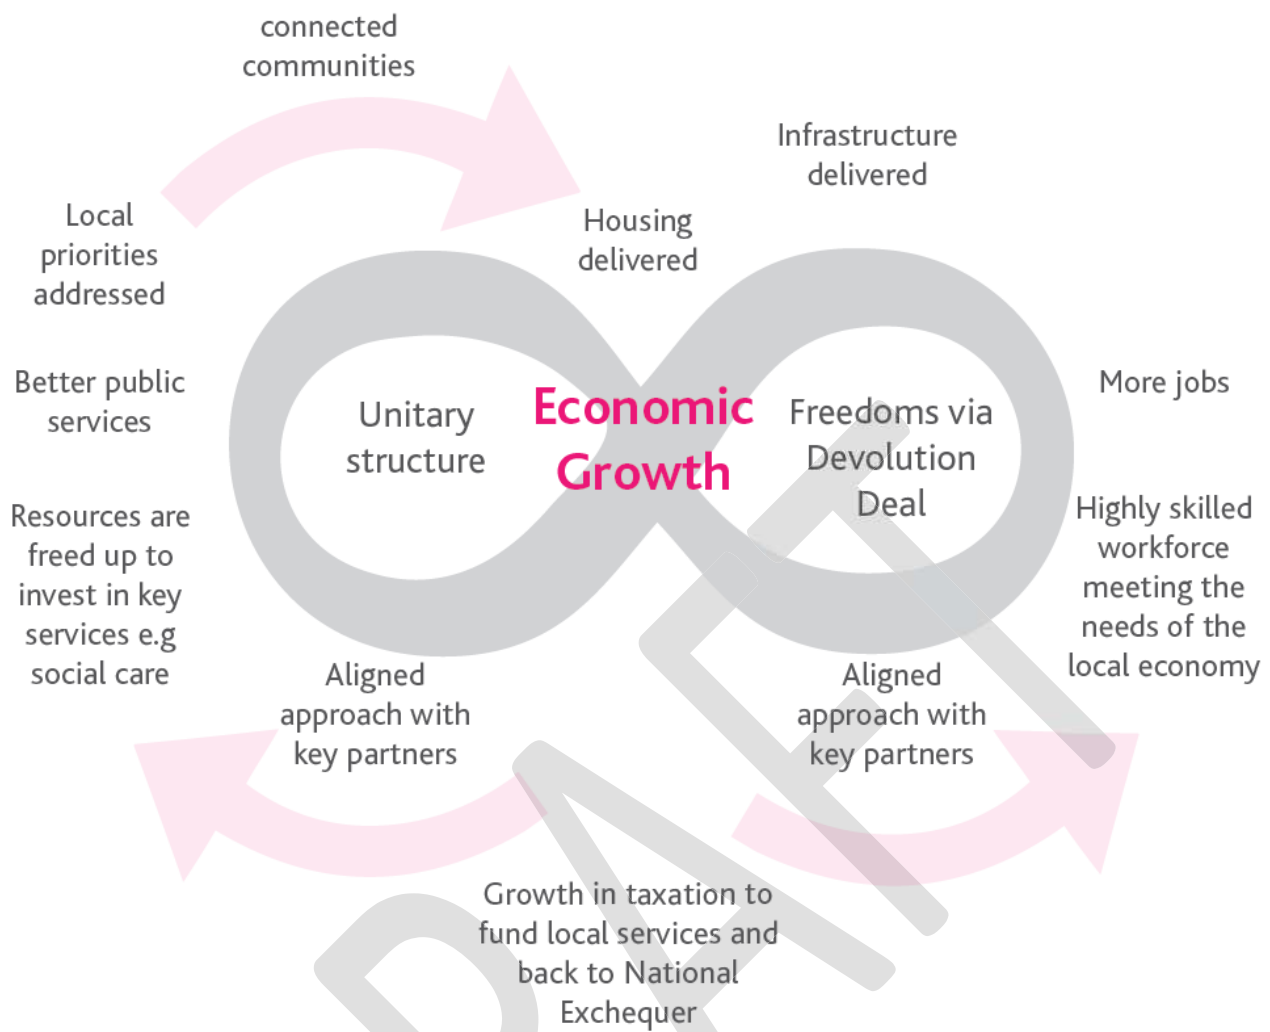 connected
communities
Infrastructure
delivered
Local
priorities
addressed
Housing
delivered
Better public
services
Unitary
structure
Economic
Growth
Freedoms via
Devolution
Deal
More jobs
Resources are
freed up to
invest in key
services e.g
social care
Highly skilled
workforce
meeting the
needs of the
local economy
Aligned
approach with
key partners
Aligned
approach with
key partners
Growth in taxation to
fund local services and
back to National
Exchequer
DRAFT